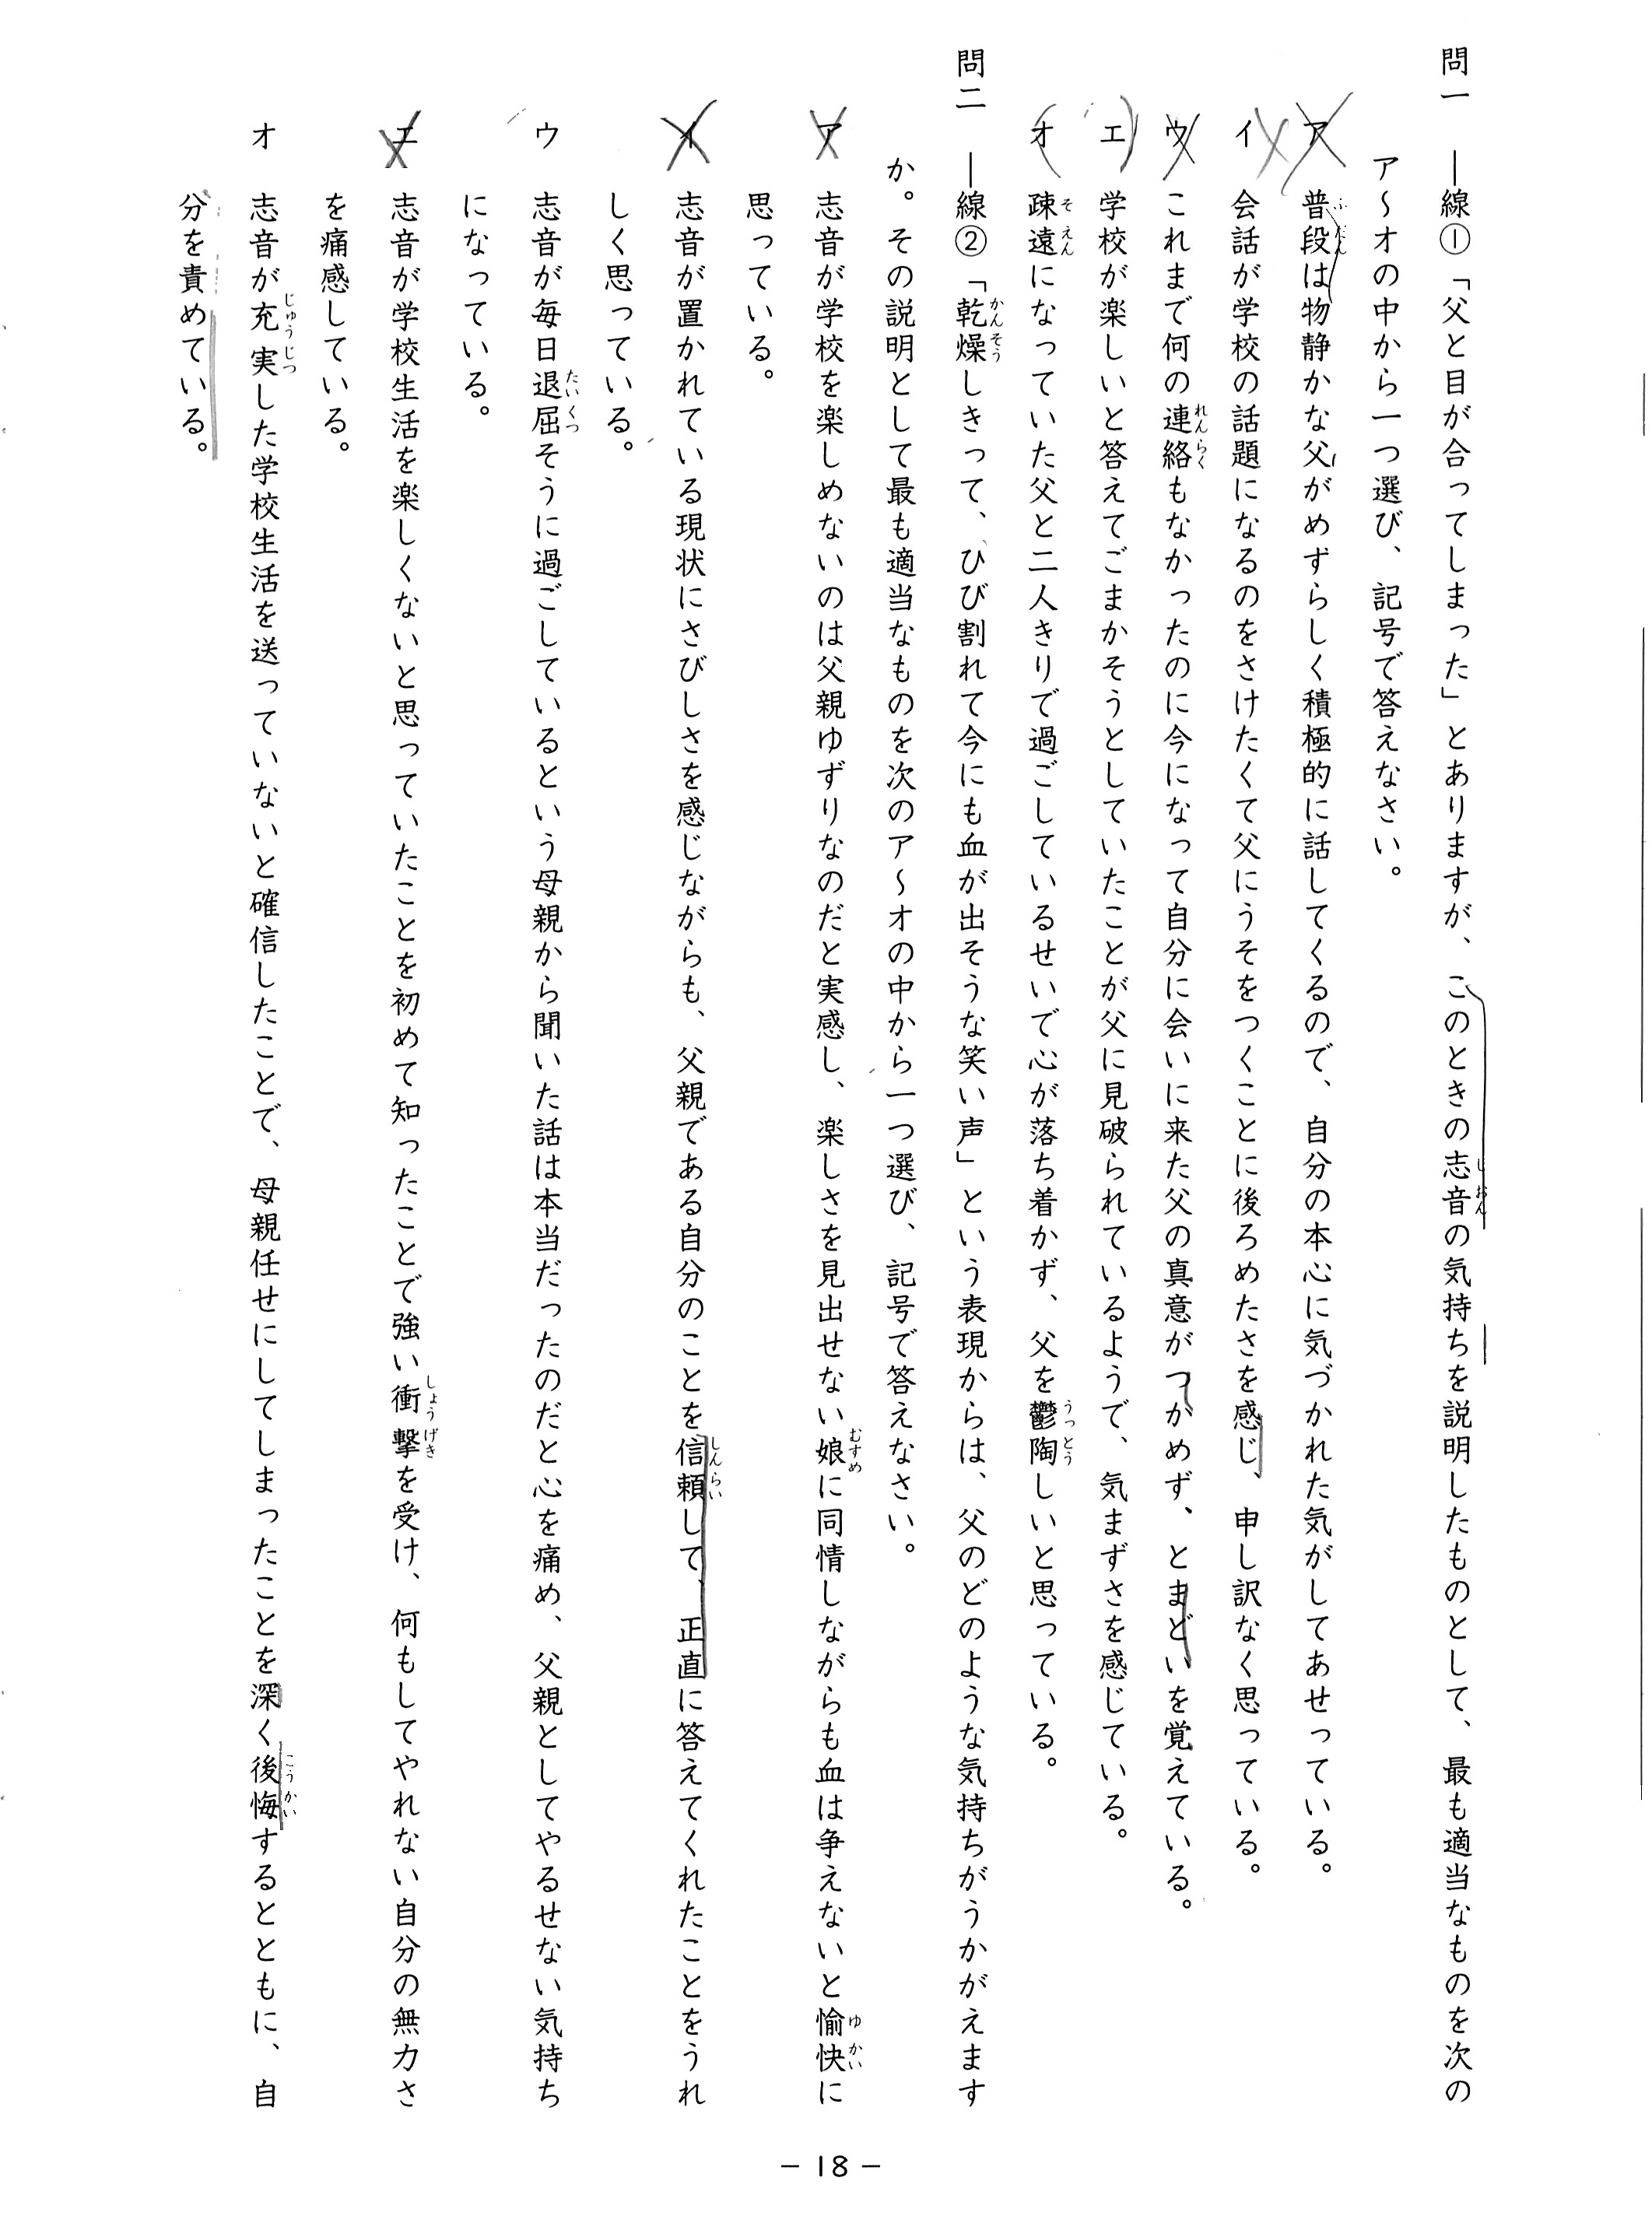 問一　―線①「父と目が合ってしまった」とありますが、このときの志音の気持ちを説明したものとして、最も適当なものを次の
ア～オの中から一つ選び、記号で答えなさい。
ア　普段は物静かな父がめずらしく積極的に話してくるので、自分の本心に気づかれた気がしてあせっている。
イ　会話が学校の話題になるのをさけたくて父にうそをつくことに後ろめたさを感じ、申し訳なく思っている。
ウ　これまで何の連絡もなかったのに今になって自分に会いに来た父の真意がつかめず、とまどいを覚えている。
エ　学校が楽しいと答えてごまかそうとしていたことが父に見破られているようで、気まずさを感じている。
オ　疎遠になっていた父と二人きりで過ごしているせいで心が落ち着かず、父を鬱陶しいと思っている。
問二　―線②「乾燥しきって、ひび割れて今にも血が出そうな笑い声」という表現からは、父のどのような気持ちがうかがえます
か。その説明として最も適当なものを次のア～オの中から一つ選び、記号で答えなさい。
ア　志音が学校を楽しめないのは父親ゆずりなのだと実感し、楽しさを見出せない娘に同情しながらも血は争えないと愉快に
思っている。
イ　志音が置かれている現状にさびしさを感じながらも、父親である自分のことを信頼して、正直に答えてくれたことをうれ
しく思っている。
ウ　志音が毎日退屈そうに過ごしているという母親から聞いた話は本当だったのだと心を痛め、父親としてやるせない気持ち
になっている。
エ　志音が学校生活を楽しくないと思っていたことを初めて知ったことで強い衝撃を受け、何もしてやれない自分の無力さ
を痛感している。
オ　志音が充実した学校生活を送っていないと確信したことで、母親任せにしてしまったことを深く後悔するとともに、自
分を責めている。
－18－